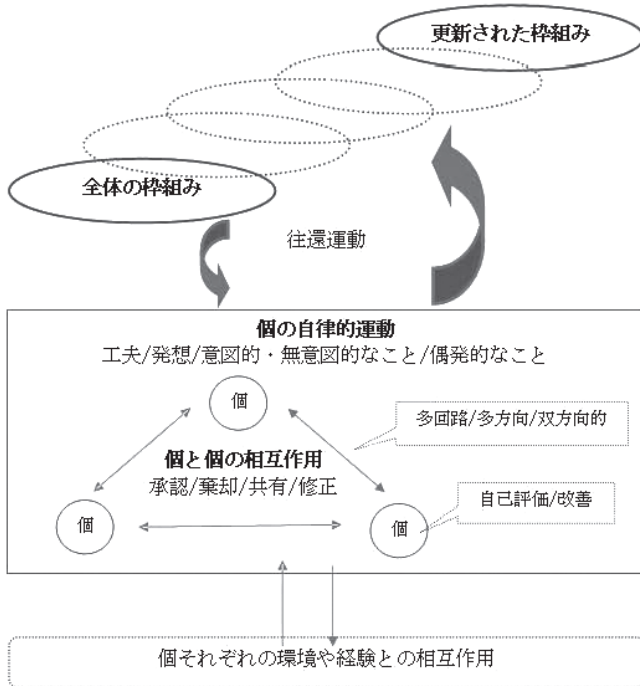 更新された枠組み
全体の枠組み
往還運動
個の自律的運動
工夫/発想/意図的・無意図的なこと/偶発的なこと
個
多回路/多方向/双方向的
個と個の相互作用
承認/棄却/共有/修正
自己評価/改善
個
個
個それぞれの環境や経験との相互作用